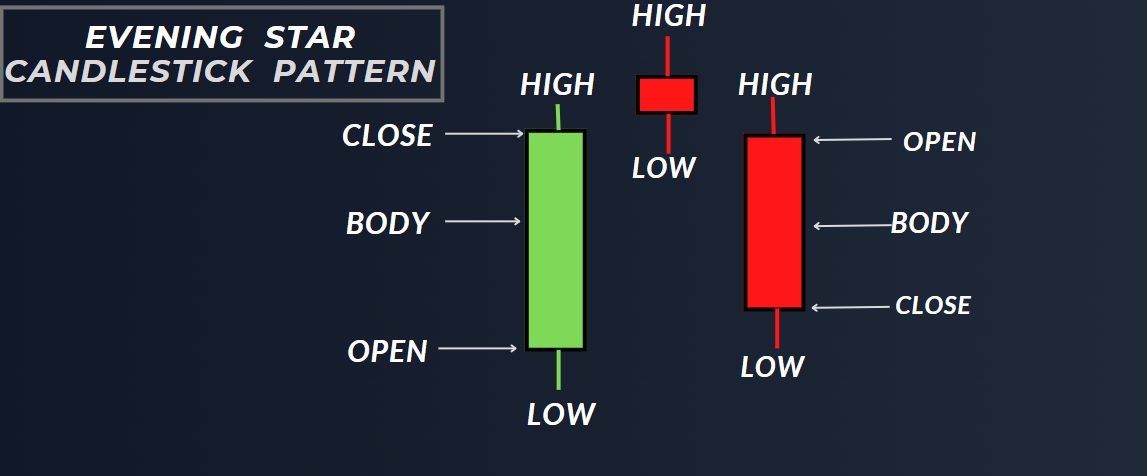 EVENING STAR
CANDLESTICK PATTERN
HIGH
HIGH
HIGH
CLOSE
OPEN
LOW
BODY
BODY
CLOSE
OPEN
LOW
LOW